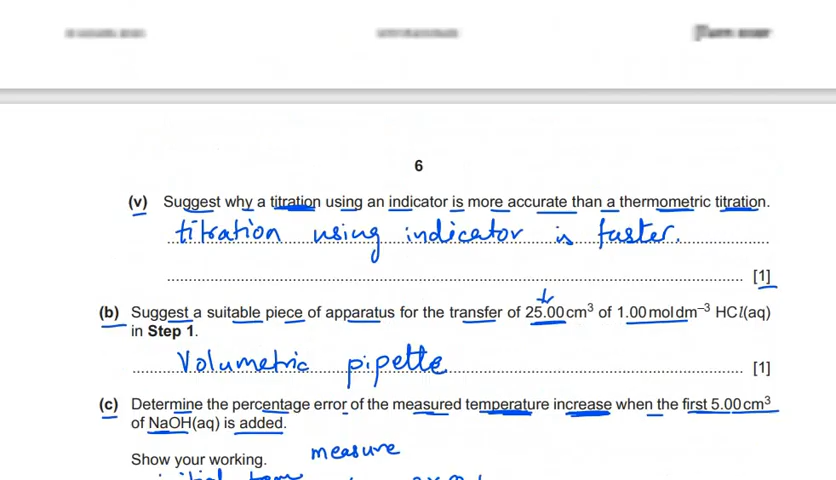 6
(v) Suggest why a titration using an indicator is more accurate than a thermometric titration.
titration using indicator is faster.
[1]
(b) Suggest a suitable piece of apparatus for the transfer of 25.00 cm³ of 1.00 mol dm⁻³ HCl(aq)
in Step 1.
Volumetric pipette [1]
(c) Determine the percentage error of the measured temperature increase when the first 5.00 cm³
of NaOH(aq) is added.
measure
Show your working.